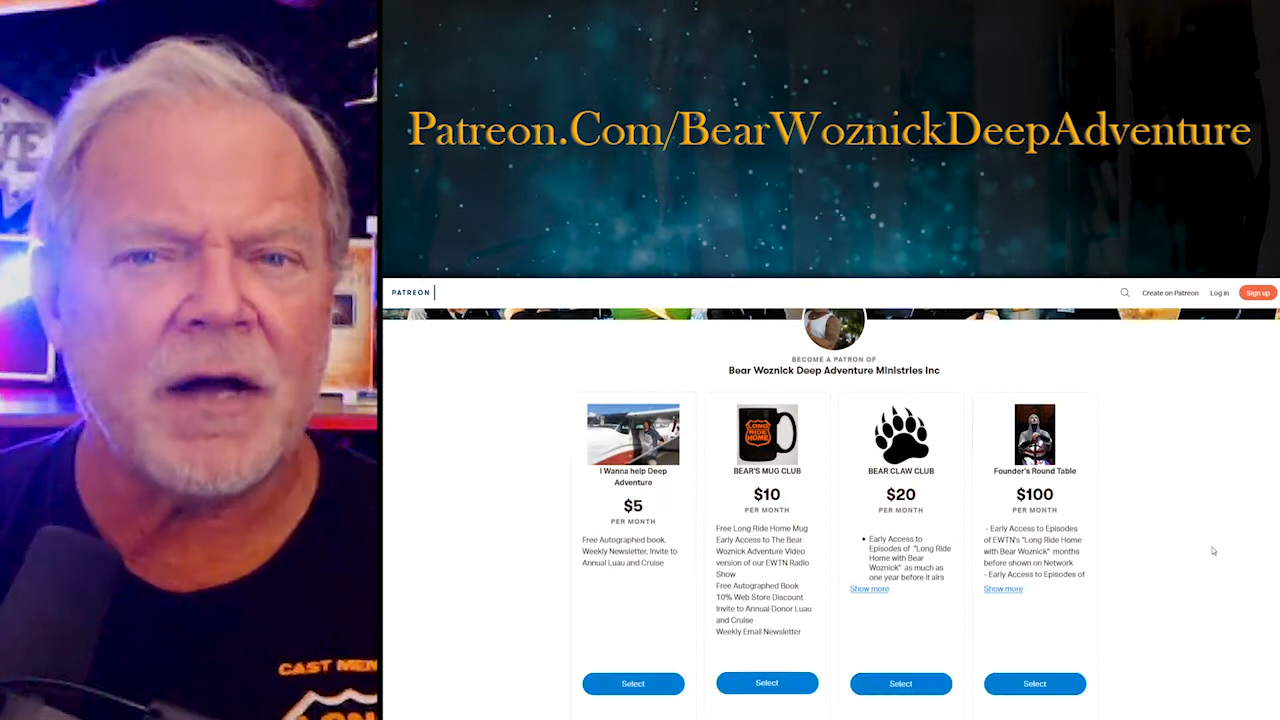 Patreon.Com/BearWoznickDeepAdventure
PATREON
Create on Patreon
Log in
Sign up
BECOME A PATRON OF
Bear Woznick Deep Adventure Ministries Inc
I Wanna help Deep
Adventure
$5
PER MONTH
Free Autographed book,
Weekly Newsletter, Invite to
Annual Luau and Cruise
Select
LONG
RIDE
HOME
BEAR'S MUG CLUB
$10
PER MONTH
Free Long Ride Home Mug
Early Access to The Bear
Woznick Adventure Video
version of our EWTN Radio
Show
Free Autographed Book
10% Web Store Discount
Invite to Annual Donor Luau
and Cruise
Weekly Email Newsletter
Select
BEAR CLAW CLUB
$20
PER MONTH
• Early Access to
Episodes of "Long Ride
Home with Bear
Woznick" as much as
one year before it airs
Show more
Select
Founder's Round Table
$100
PER MONTH
- Early Access to Episodes
of EWTN's "Long Ride Home
with Bear Woznick" months
before shown on Network
- Early Access to Episodes of
Show more
Select
CAST MEM